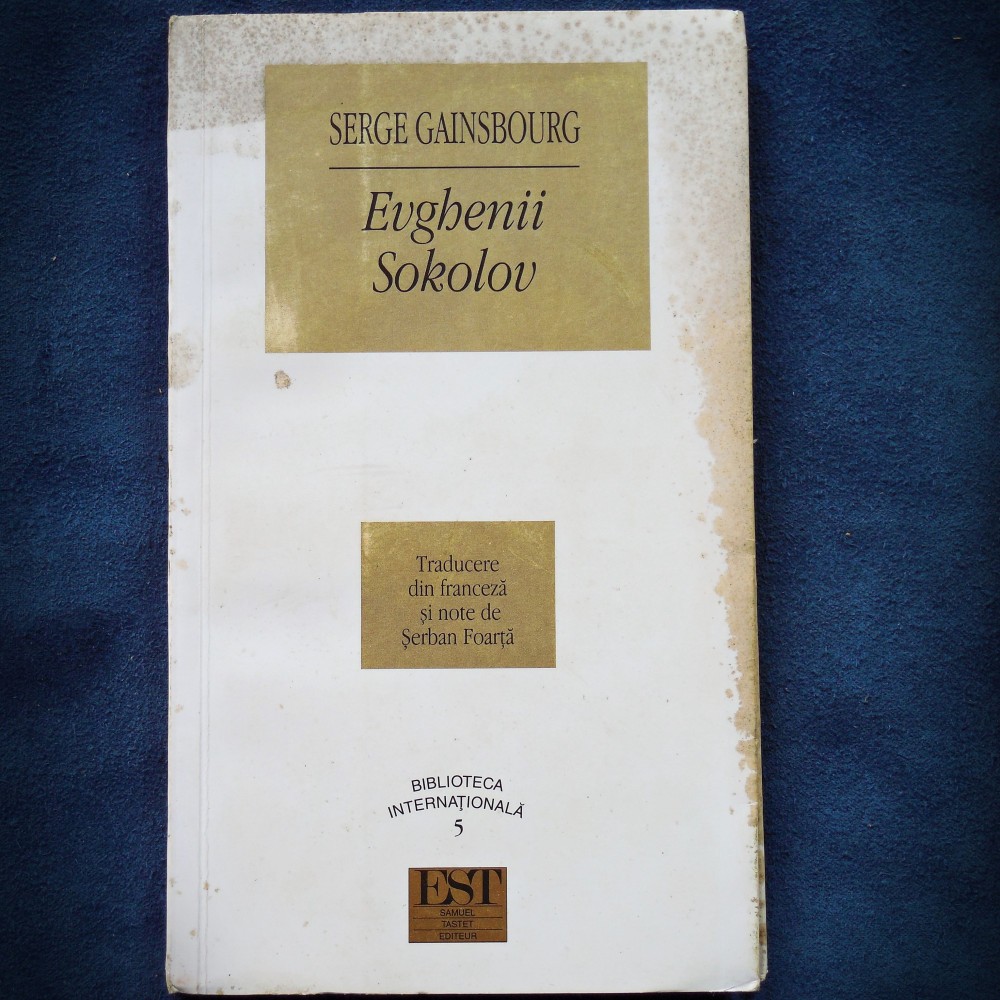 SERGE GAINSBOURG
Evghenii
Sokolov
Traducere
din franceză
și note de
Șerban Foarță
BIBLIOTECA
INTERNAȚIONALĂ
5
EST
SAMUEL
TASTET
EDITEUR